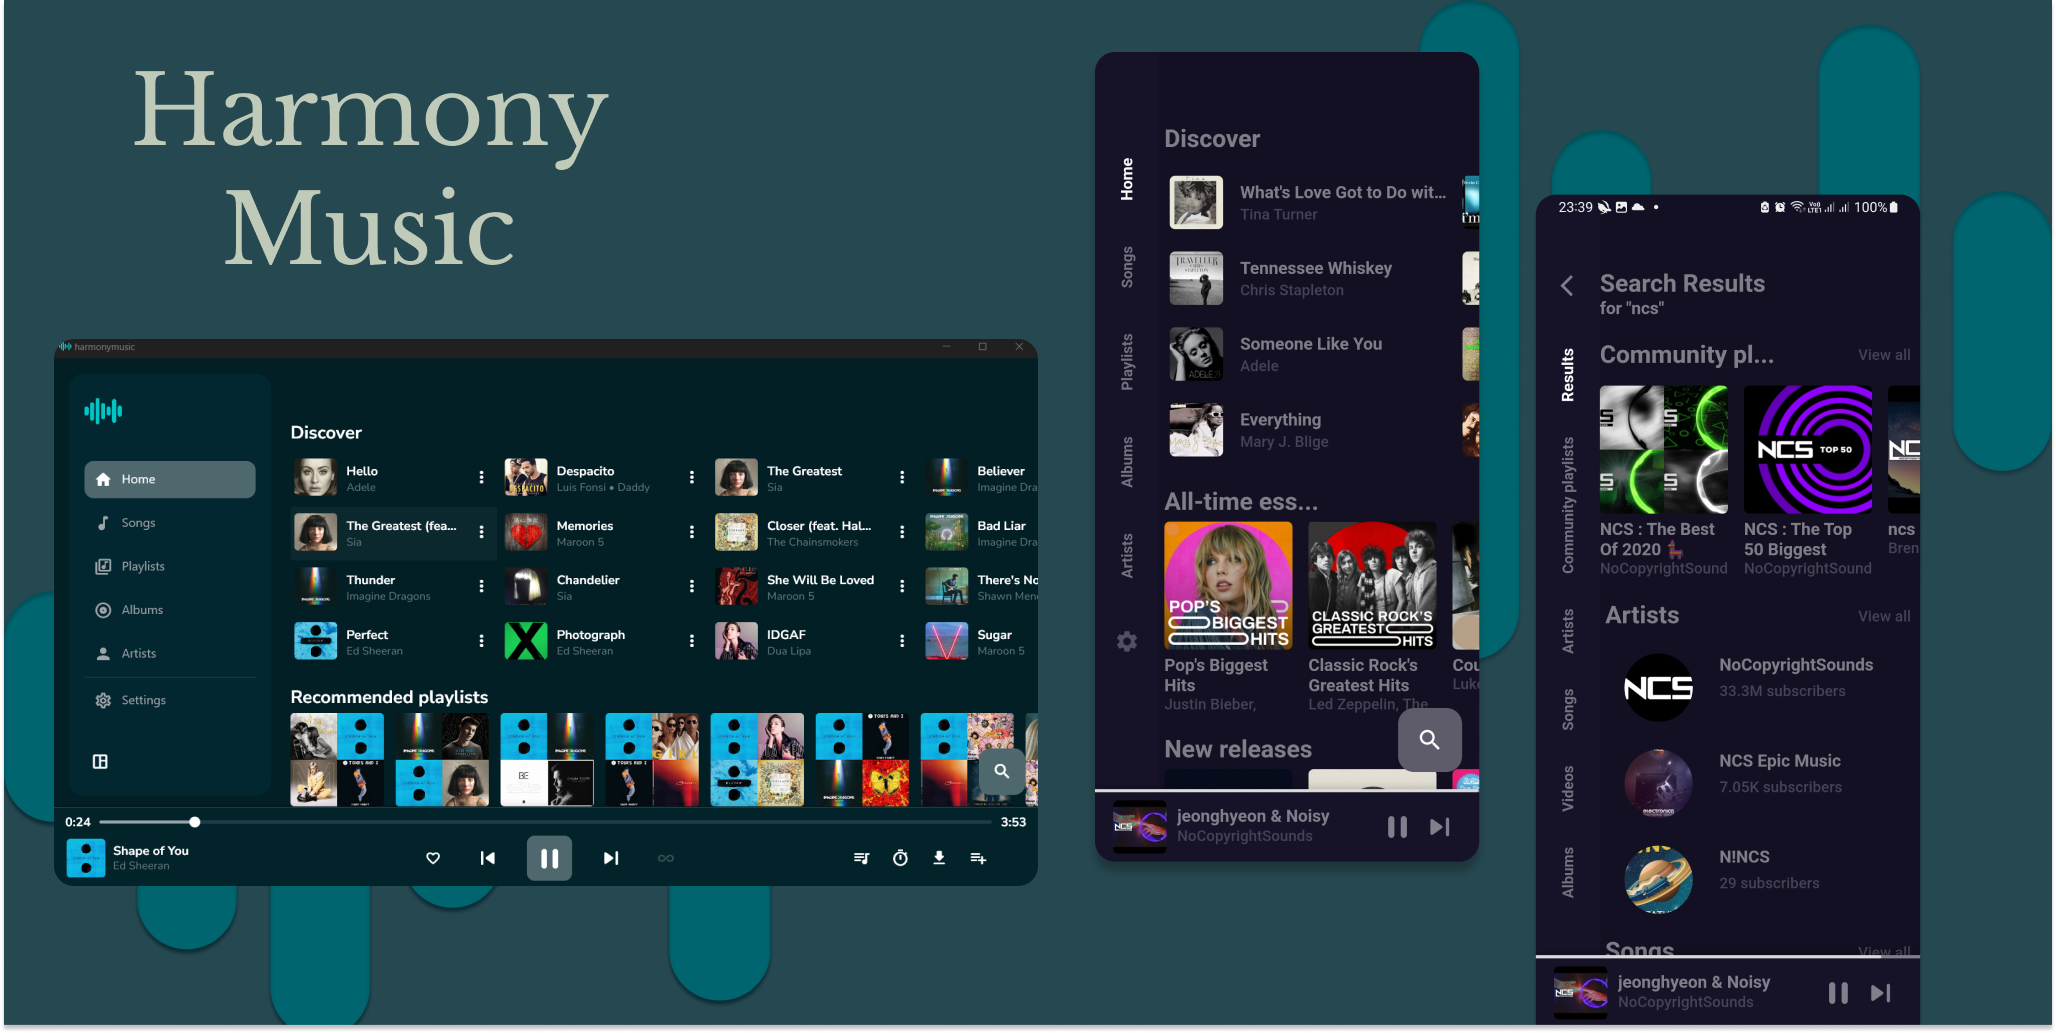 Harmony
Music
harmonymusic
Home
Songs
Playlists
Albums
Artists
Settings
Discover
Hello
Adele
Despacito
Luis Fonsi • Daddy
The Greatest
Sia
Believer
Imagine Dra
The Greatest (fea...
Sia
Memories
Maroon 5
Closer (feat. Hal...
The Chainsmokers
Bad Liar
Imagine Dra
Thunder
Imagine Dragons
Chandelier
Sia
She Will Be Loved
Maroon 5
There's No
Shawn Men
Perfect
Ed Sheeran
Photograph
Ed Sheeran
IDGAF
Dua Lipa
Sugar
Maroon 5
Recommended playlists
0:24
3:53
Shape of You
Ed Sheeran
Home
Songs
Playlists
Albums
Artists
Discover
What's Love Got to Do wit...
Tina Turner
Tennessee Whiskey
Chris Stapleton
Someone Like You
Adele
Everything
Mary J. Blige
All-time ess...
POP'S
BIGGEST
HITS
CLASSIC ROCK'S
GREATEST
HITS
Pop's Biggest
Hits
Justin Bieber,
Classic Rock's
Greatest Hits
Led Zeppelin, The
Cou
Luke
New releases
jeonghyeon & Noisy
NoCopyrightSounds
23:39
100%
Search Results
for "ncs"
Results
Community playlists
Artists
Songs
Videos
Albums
Community pl...
View all
NCS TOP 50
NC
NCS : The Best
Of 2020
NoCopyrightSound
NCS : The Top
50 Biggest
NoCopyrightSound
ncs
Bren
Artists
View all
NCS
NoCopyrightSounds
33.3M subscribers
NCS Epic Music
7.05K subscribers
N!NCS
29 subscribers
Songs
View all
jeonghyeon & Noisy
NoCopyrightSounds